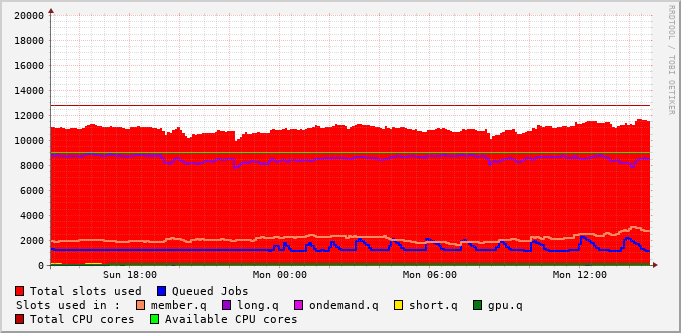 RRDTOOL / TOBI OETIKER
20000
18000
16000
14000
12000
10000
8000
6000
4000
2000
0
Sun 18:00 Mon 00:00 Mon 06:00 Mon 12:00
Total slots used Queued Jobs
Slots used in : member.q long.q ondemand.q short.q gpu.q
Total CPU cores Available CPU cores